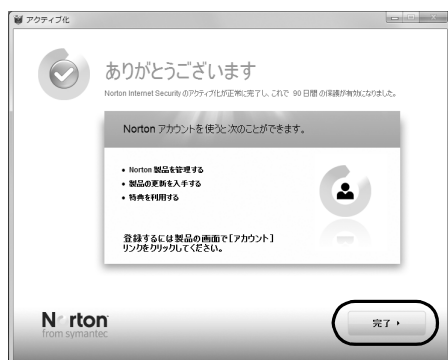 アクティブ化
ありがとうございます
Norton Internet Security のアクティブ化が正常に完了し、これで 90 日間の保護が有効になりました。
Norton アカウントを使うと次のことができます。
• Norton 製品を管理する
• 製品の更新を入手する
• 特典を利用する
登録するには製品の画面で [アカウント]
リンクをクリックしてください。
Norton
from symantec
完了